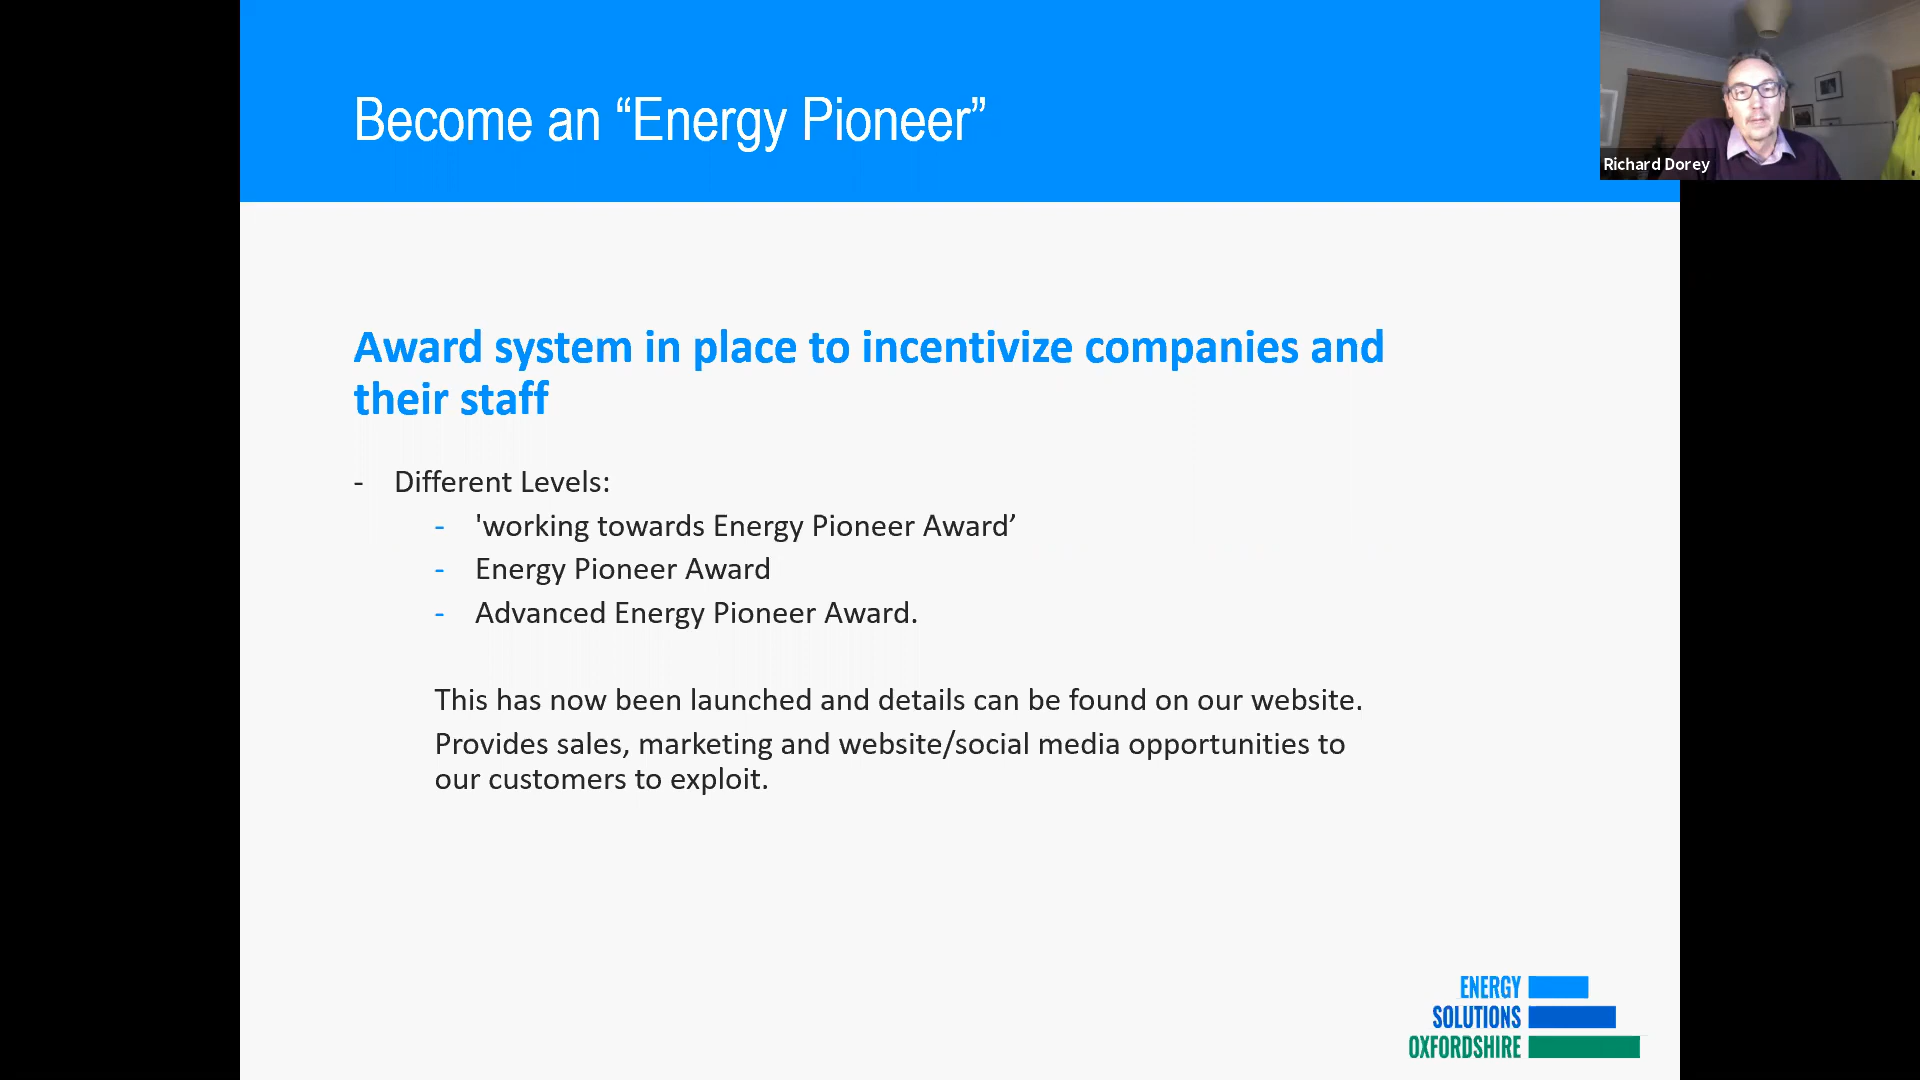 Become an “Energy Pioneer”
Richard Dorey
Award system in place to incentivize companies and
their staff
- Different Levels:
- 'working towards Energy Pioneer Award’
- Energy Pioneer Award
- Advanced Energy Pioneer Award.
This has now been launched and details can be found on our website.
Provides sales, marketing and website/social media opportunities to
our customers to exploit.
ENERGY
SOLUTIONS
OXFORDSHIRE